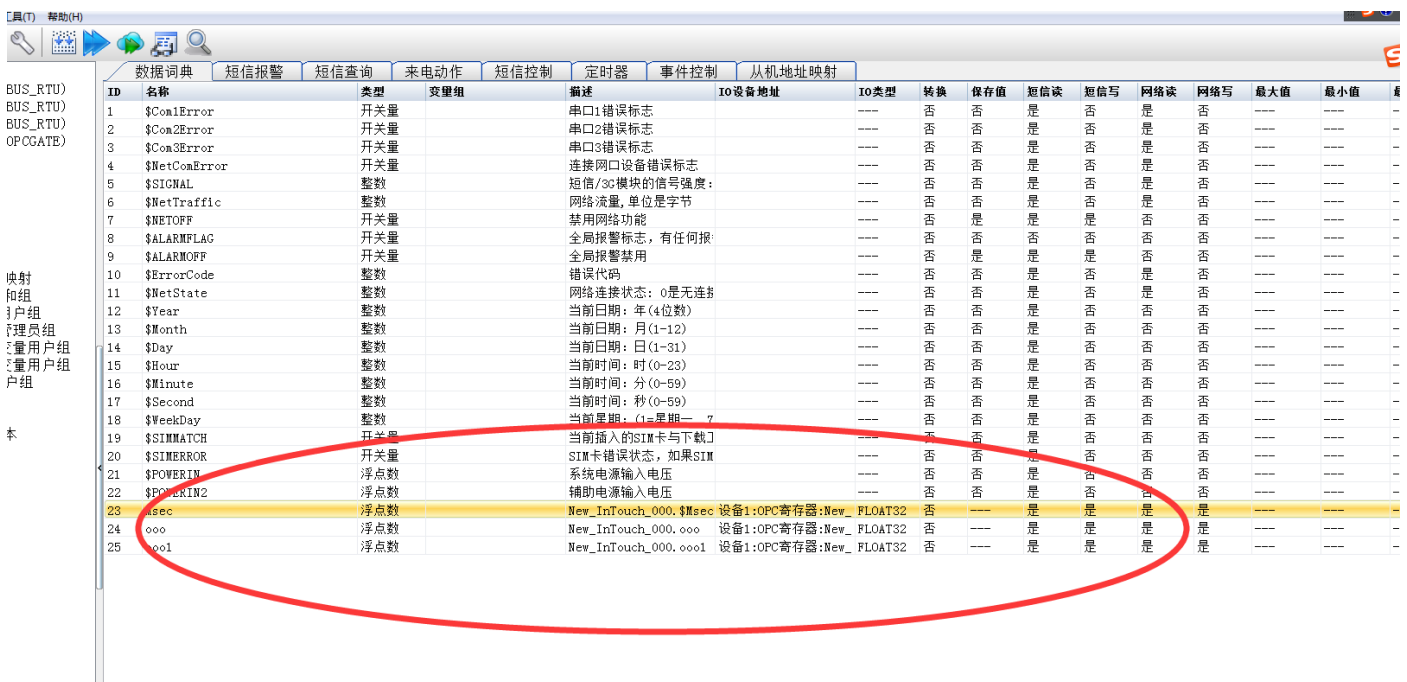 工具(T) 帮助(H)
数据词典 短信报警 短信查询 来电动作 短信控制 定时器 事件控制 从机地址映射
BUS_RTU)
BUS_RTU)
BUS_RTU)
OPCGATE)
映射
和组
用户组
管理员组
变量用户组
变量用户组
户组
本
ID 名称 类型 变量组 描述 IO设备地址 IO类型 转换 保存值 短信读 短信写 网络读 网络写 最大值 最小值
1 $Com1Error 开关量 串口1错误标志 --- 否 否 是 否 是 否 --- --- -
2 $Com2Error 开关量 串口2错误标志 --- 否 否 是 否 是 否 --- --- -
3 $Com3Error 开关量 串口3错误标志 --- 否 否 是 否 是 否 --- --- -
4 $NetComError 开关量 连接网口设备错误标志 --- 否 否 是 否 是 否 --- --- -
5 $SIGNAL 整数 短信/3G模块的信号强度: --- 否 否 是 否 是 否 --- --- -
6 $NetTraffic 整数 网络流量,单位是字节 --- 否 否 是 否 是 否 --- --- -
7 $NETOFF 开关量 禁用网络功能 --- 否 是 是 是 否 否 --- --- -
8 $ALARMFLAG 开关量 全局报警标志，有任何报 --- 否 否 否 否 否 否 --- --- -
9 $ALARMOFF 开关量 全局报警禁用 --- 否 是 是 是 否 否 --- --- -
10 $ErrorCode 整数 错误代码 --- 否 否 是 否 是 否 --- --- -
11 $NetState 整数 网络连接状态: 0是无连接 --- 否 否 是 否 是 否 --- --- -
12 $Year 整数 当前日期: 年(4位数) --- 否 否 是 否 否 否 --- --- -
13 $Month 整数 当前日期: 月(1-12) --- 否 否 是 否 否 否 --- --- -
14 $Day 整数 当前日期: 日(1-31) --- 否 否 是 否 否 否 --- --- -
15 $Hour 整数 当前时间: 时(0-23) --- 否 否 是 否 否 否 --- --- -
16 $Minute 整数 当前时间: 分(0-59) --- 否 否 是 否 否 否 --- --- -
17 $Second 整数 当前时间: 秒(0-59) --- 否 否 是 否 否 否 --- --- -
18 $WeekDay 整数 当前星期: (1=星期一 7 --- 否 否 是 否 否 否 --- --- -
19 $SIMMATCH 开关量 当前插入的SIM卡与下载工 --- 否 否 是 否 否 否 --- --- -
20 $SIMERROR 开关量 SIM卡错误状态，如果SIM --- 否 否 是 否 否 否 --- --- -
21 $POWERIN 浮点数 系统电源输入电压 --- 否 否 是 否 否 否 --- --- -
22 $POWERIN2 浮点数 辅助电源输入电压 --- 否 否 是 否 否 否 --- --- -
23 Msec 浮点数 New_InTouch_000.$Msec 设备1:OPC寄存器:New_ FLOAT32 否 --- 是 是 是 是 --- --- -
24 ooo 浮点数 New_InTouch_000.ooo 设备1:OPC寄存器:New_ FLOAT32 否 --- 是 是 是 是 --- --- -
25 ooo1 浮点数 New_InTouch_000.ooo1 设备1:OPC寄存器:New_ FLOAT32 否 --- 是 是 是 是 --- --- -